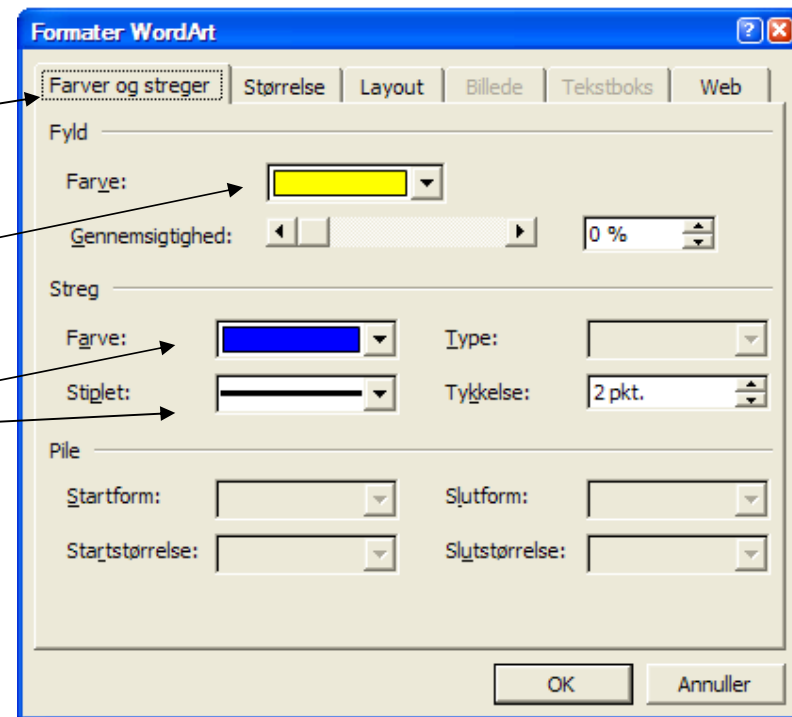 Formater WordArt
Farver og streger Størrelse Layout Billede Tekstboks Web
Fyld
Farve:
Gennemsigtighed: 0 %
Streg
Farve: Type:
Stiplet: Tykkelse: 2 pkt.
Pile
Startform: Slutform:
Startstørrelse: Slutstørrelse:
OK Annuller